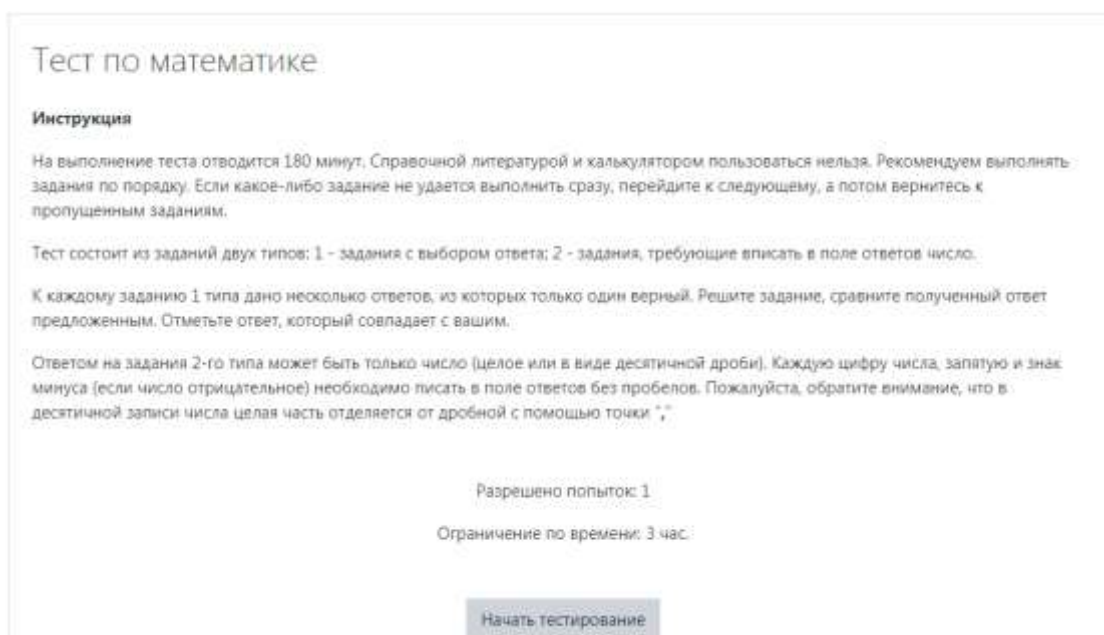 Тест по математике
Инструкция
На выполнение теста отводится 180 минут. Справочной литературой и калькулятором пользоваться нельзя. Рекомендуем выполнять
задания по порядку. Если какое-либо задание не удается выполнить сразу, перейдите к следующему, а потом вернитесь к
пропущенным заданиям.
Тест состоит из заданий двух типов: 1 - задания с выбором ответа; 2 - задания, требующие вписать в поле ответов число.
К каждому заданию 1 типа дано несколько ответов, из которых только один верный. Решите задание, сравните полученный ответ
предложенным. Отметьте ответ, который совпадает с вашим.
Ответом на задания 2-го типа может быть только число (целое или в виде десятичной дроби). Каждую цифру числа, запятую и знак
минуса (если число отрицательное) необходимо писать в поле ответов без пробелов. Пожалуйста, обратите внимание, что в
десятичной записи числа целая часть отделяется от дробной с помощью точки ","
Разрешено попыток: 1
Ограничение по времени: 3 час.
Начать тестирование